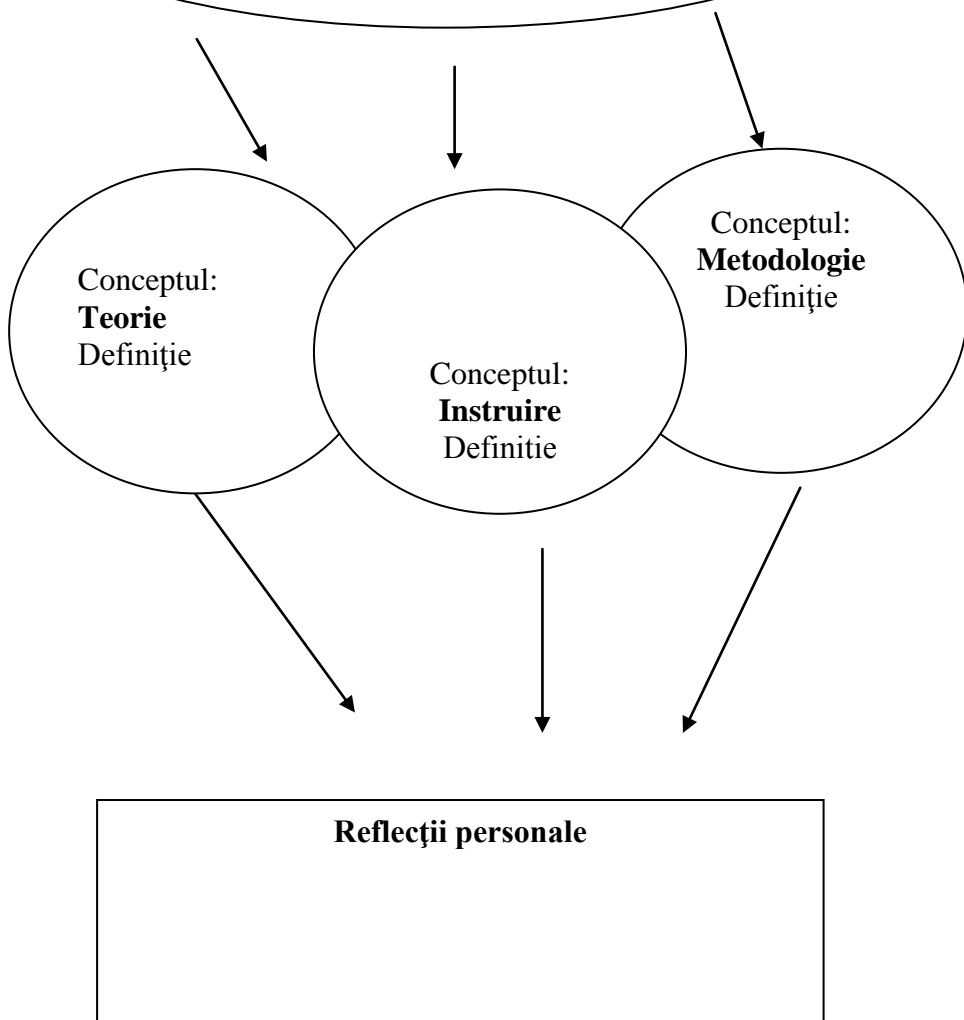 Conceptul:
Teorie
Definiţie
Conceptul:
Instruire
Definitie
Conceptul:
Metodologie
Definiţie
Reflecţii personale